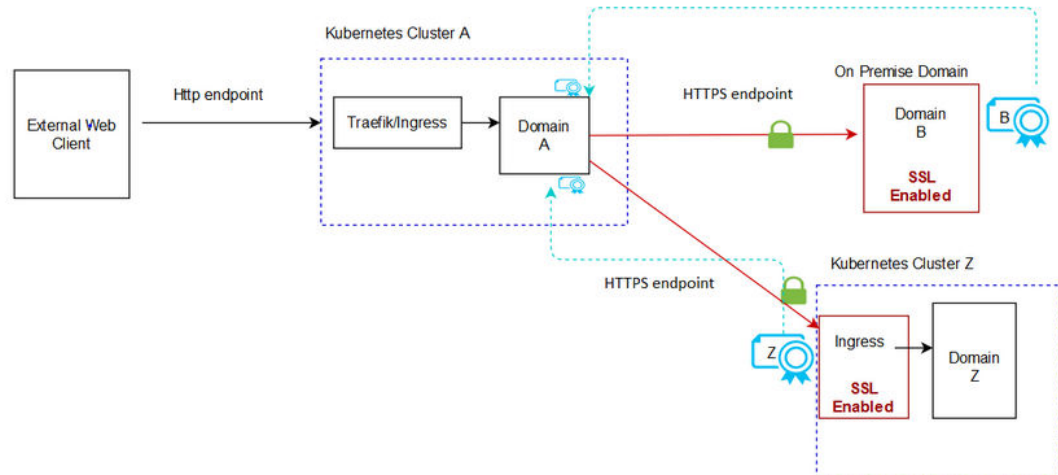 Kubernetes Cluster A
On Premise Domain
Http endpoint
HTTPS endpoint
External Web
Client
Traefik/Ingress
Domain
A
Domain
B
SSL
Enabled
B
Kubernetes Cluster Z
HTTPS endpoint
Z
Ingress
SSL
Enabled
Domain
Z